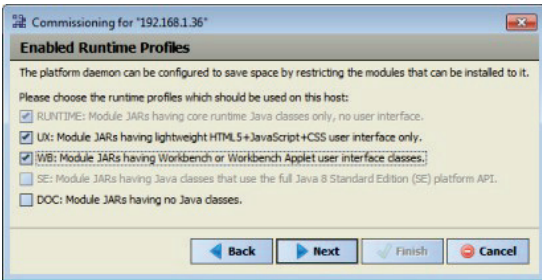 Commissioning for "192.168.1.36"
Enabled Runtime Profiles
The platform daemon can be configured to save space by restricting the modules that can be installed to it.
Please choose the runtime profiles which should be used on this host:
RUNTIME: Module JARs having core runtime Java classes only, no user interface.
UX: Module JARs having lightweight HTML5+JavaScript+CSS user interface only.
WB: Module JARs having Workbench or Workbench Applet user interface classes.
SE: Module JARs having Java classes that use the full Java 8 Standard Edition (SE) platform API.
DOC: Module JARs having no Java classes.
Back Next Finish Cancel